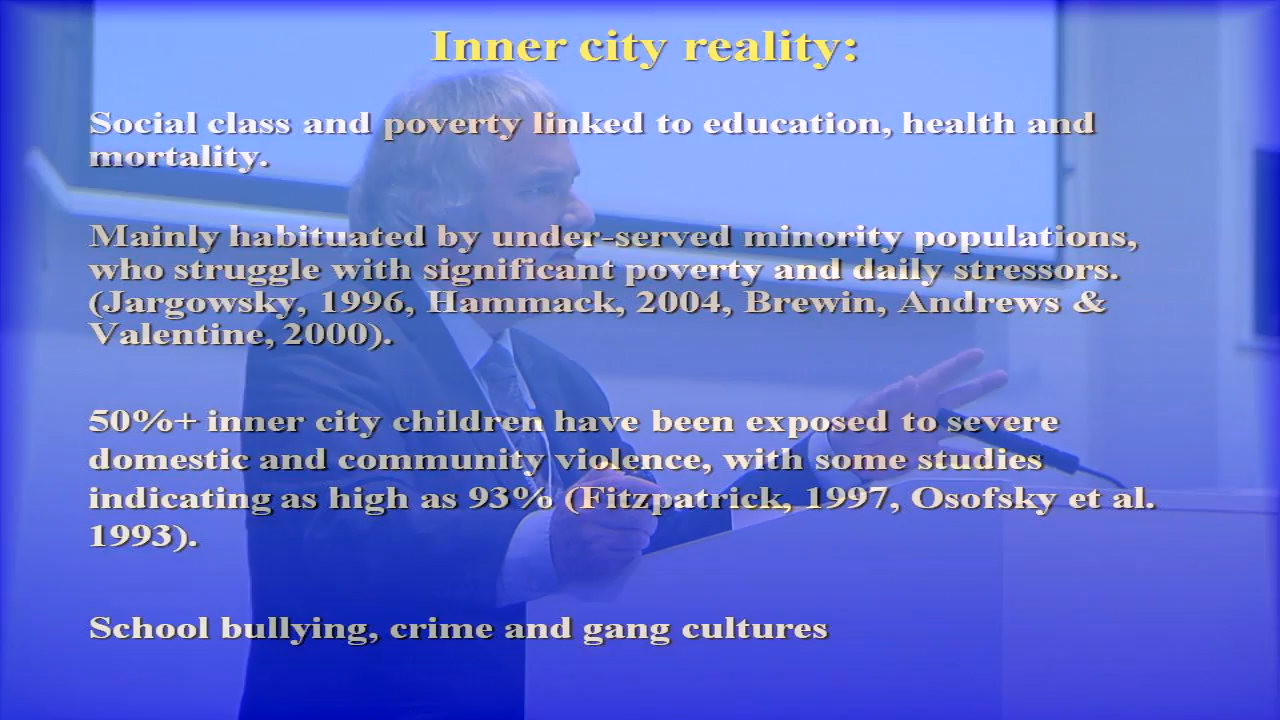 Inner city reality:
Social class and poverty linked to education, health and
mortality.
Mainly habituated by under-served minority populations,
who struggle with significant poverty and daily stressors.
(Jargowsky, 1996, Hammack, 2004, Brewin, Andrews &
Valentine, 2000).
50%+ inner city children have been exposed to severe
domestic and community violence, with some studies
indicating as high as 93% (Fitzpatrick, 1997, Osofsky et al.
1993).
School bullying, crime and gang cultures